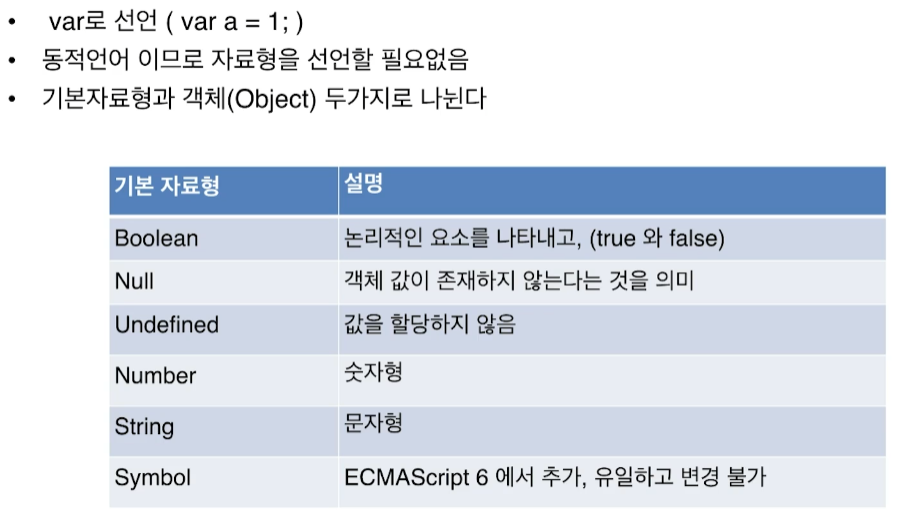 • var로 선언 ( var a = 1; )
• 동적언어 이므로 자료형을 선언할 필요없음
• 기본자료형과 객체(Object) 두가지로 나뉜다
기본 자료형 설명
Boolean 논리적인 요소를 나타내고, (true 와 false)
Null 객체 값이 존재하지 않는다는 것을 의미
Undefined 값을 할당하지 않음
Number 숫자형
String 문자형
Symbol ECMAScript 6 에서 추가, 유일하고 변경 불가